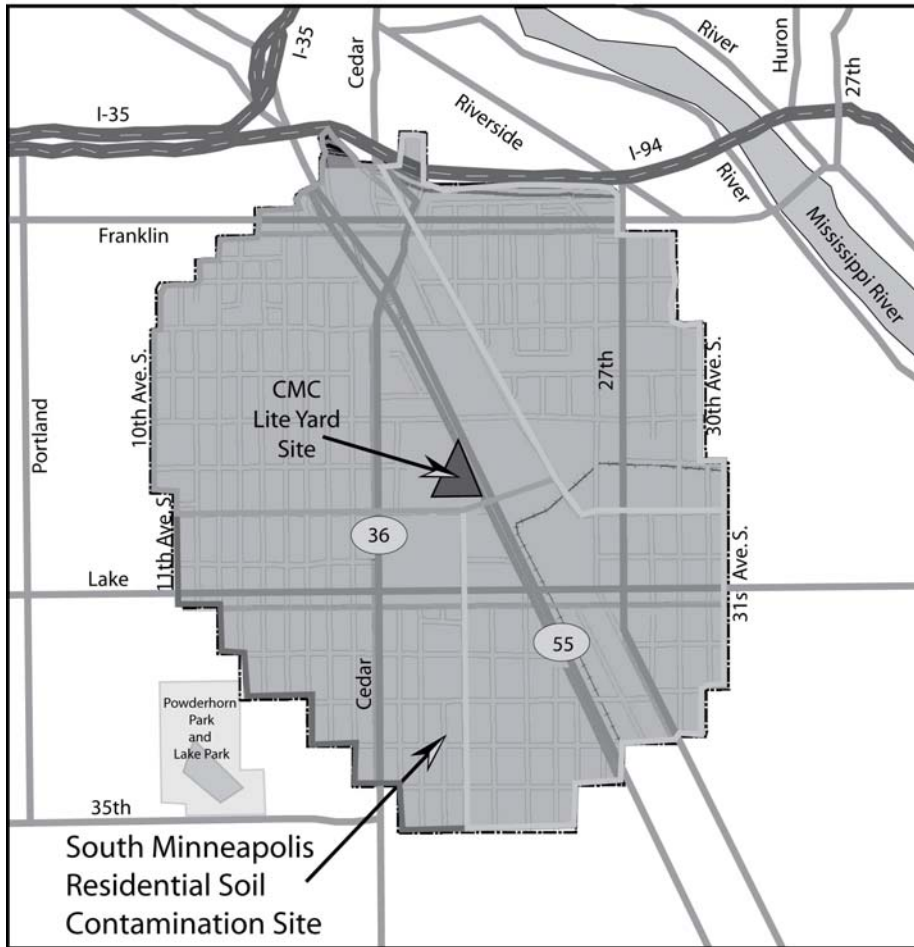 I-35
Cedar
River
Huron
27th
I-35
Riverside
I-94
River
Mississippi River
Franklin
10th Ave. S.
27th
30th Ave. S.
CMC
Lite Yard
Site
Portland
36
11th Ave. S.
Lake
31s Ave. S.
55
Cedar
Powderhorn
Park
and
Lake Park
35th
South Minneapolis
Residential Soil
Contamination Site